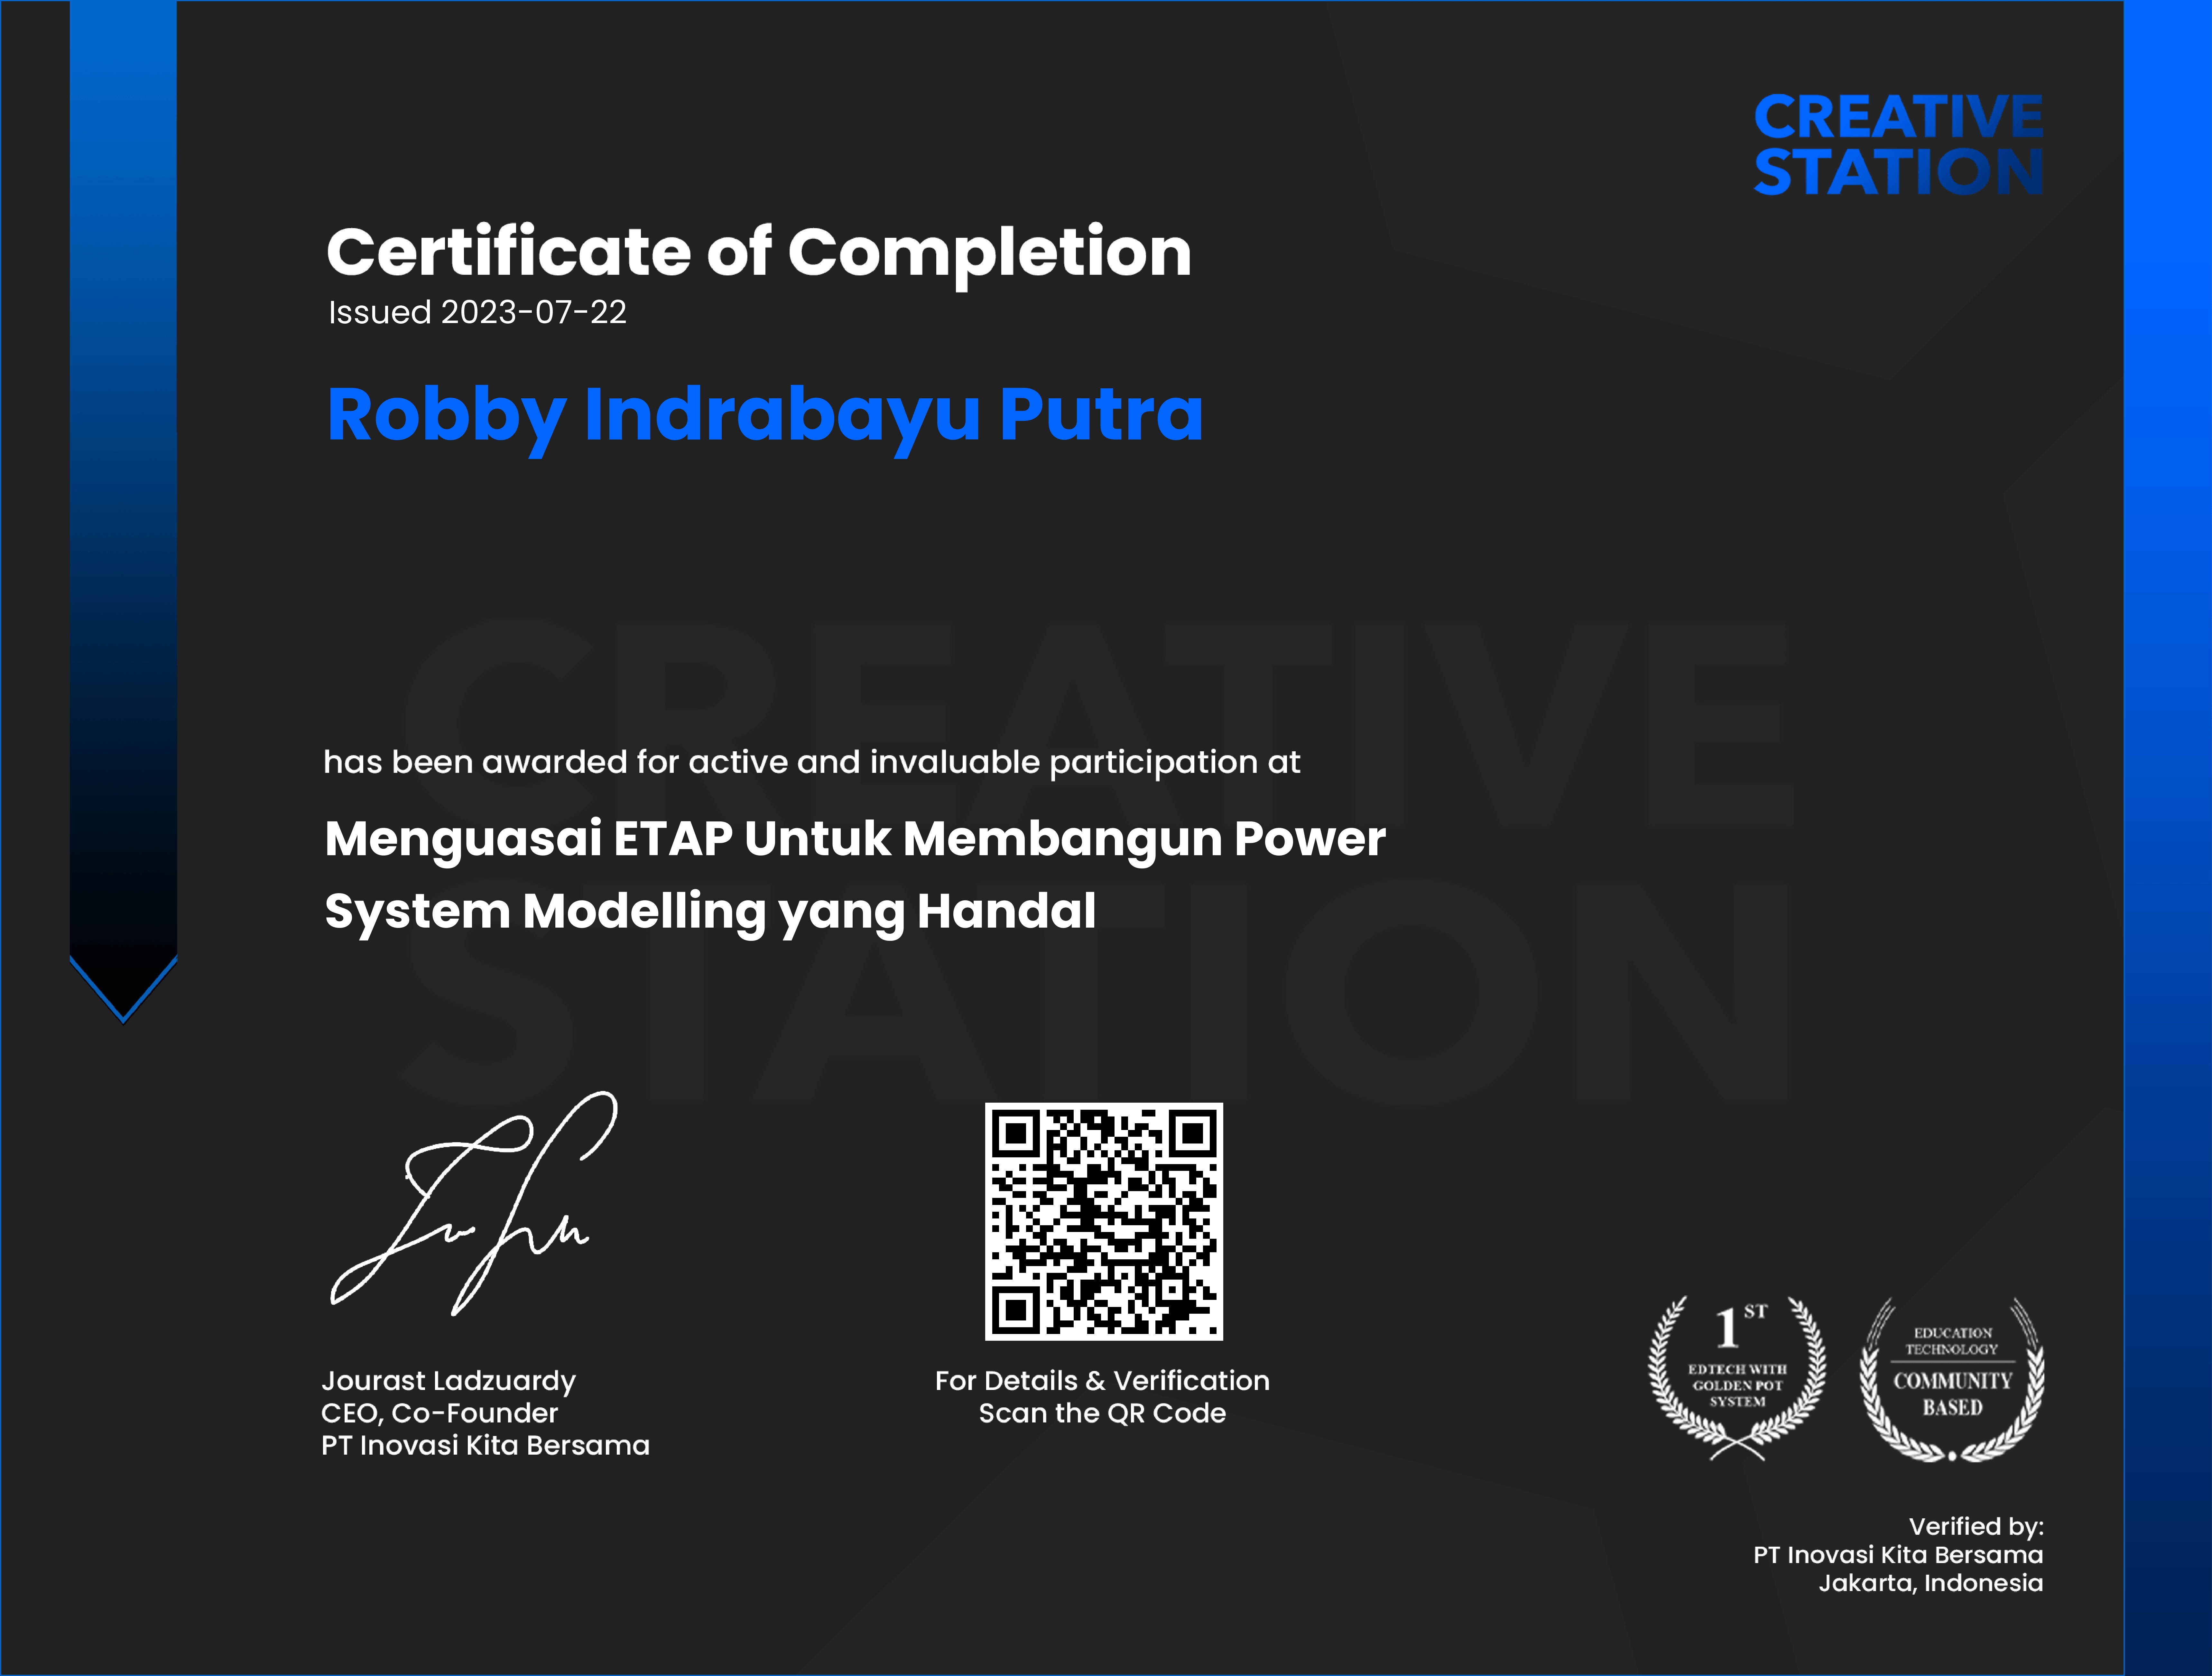 CREATIVE
STATION
Certificate of Completion
Issued 2023-07-22
Robby Indrabayu Putra
CREATIVE
STATION
has been awarded for active and invaluable participation at
Menguasai ETAP Untuk Membangun Power
System Modelling yang Handal
Jourast Ladzuardy
CEO, Co-Founder
PT Inovasi Kita Bersama
For Details & Verification
Scan the QR Code
1ST
EDTECH WITH
GOLDEN POT
SYSTEM
EDUCATION
TECHNOLOGY
COMMUNITY
BASED
Verified by:
PT Inovasi Kita Bersama
Jakarta, Indonesia